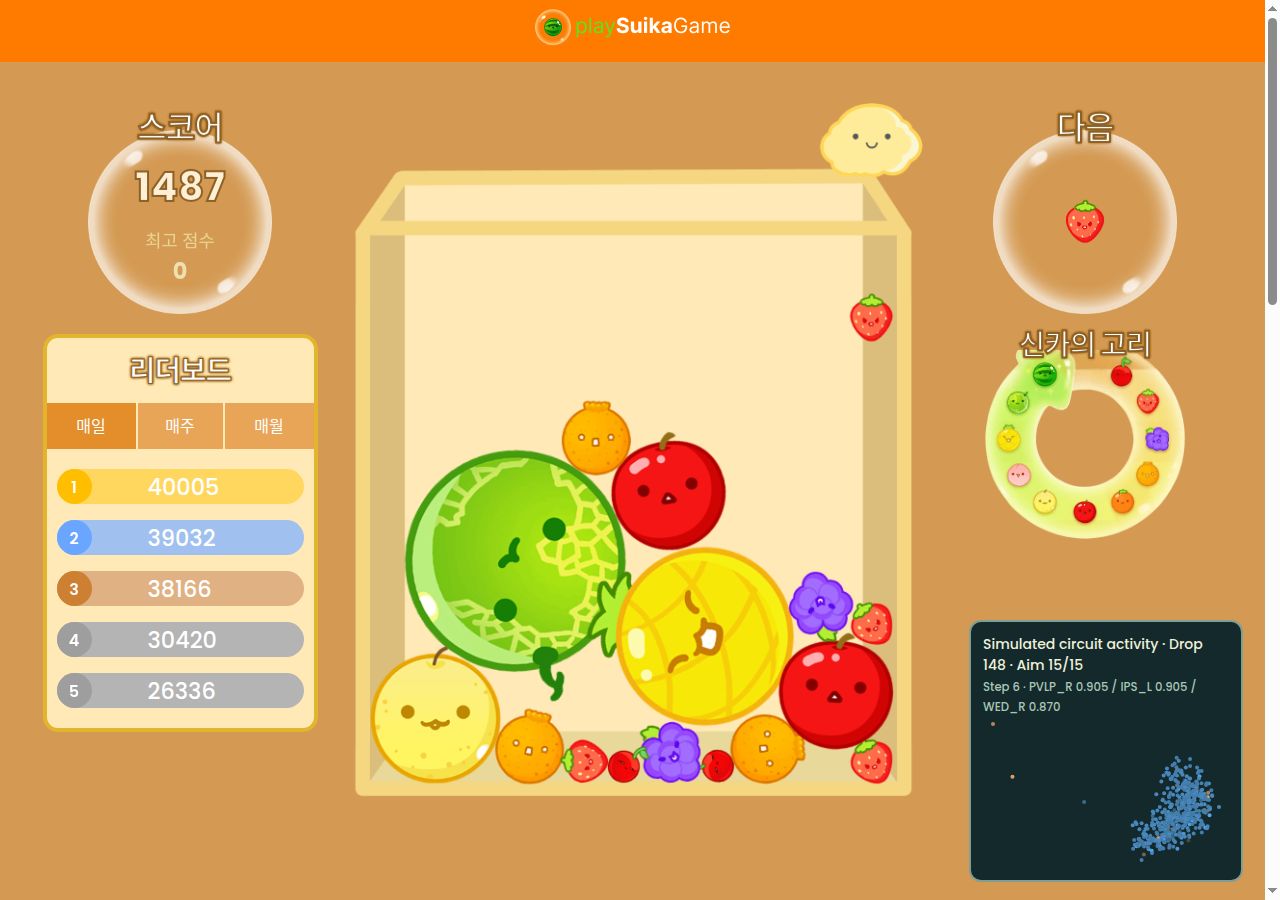 playSuikaGame
스코어
1487
최고 점수
0
다음
신카의 고리
리더보드
매일
매주
매월
1
40005
2
39032
3
38166
4
30420
5
26336
Simulated circuit activity · Drop
148 · Aim 15/15
Step 6 · PVLP_R 0.905 / IPS_L 0.905 /
WED_R 0.870